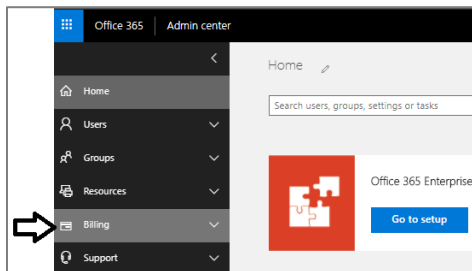 Office 365 Admin center
Home
Home
Search users, groups, settings or tasks
Users
Groups
Resources
Office 365 Enterprise
Billing
Go to setup
Support